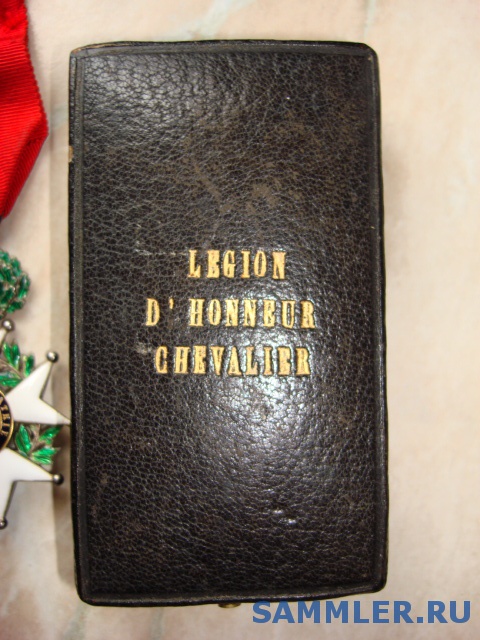 LEGION
D' HONNEUR
CHEVALIER
SAMMLER.RU